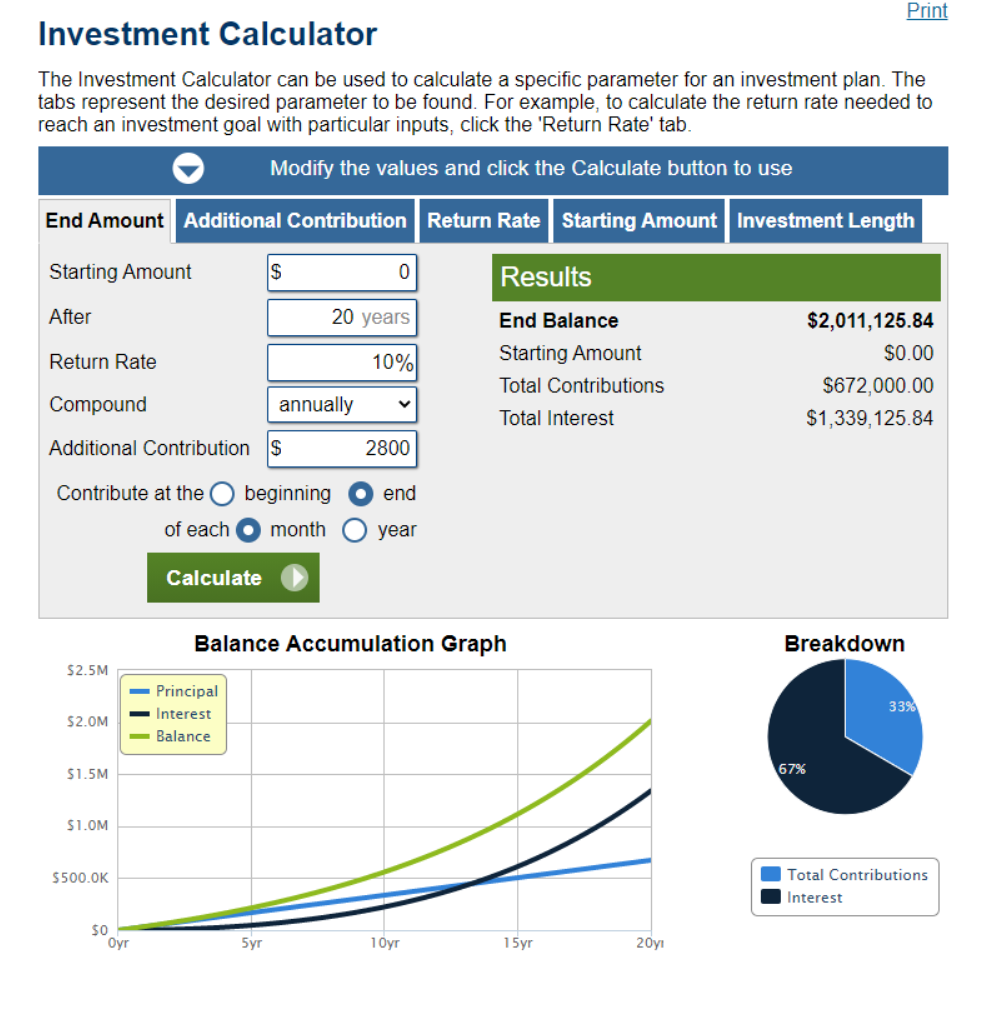 Print
Investment Calculator
The Investment Calculator can be used to calculate a specific parameter for an investment plan. The
tabs represent the desired parameter to be found. For example, to calculate the return rate needed to
reach an investment goal with particular inputs, click the 'Return Rate' tab.
Modify the values and click the Calculate button to use
End Amount Additional Contribution Return Rate Starting Amount Investment Length
Starting Amount $ 0
After 20 years
Return Rate 10%
Compound annually
Additional Contribution $ 2800
Contribute at the beginning end
of each month year
Calculate
Results
End Balance $2,011,125.84
Starting Amount $0.00
Total Contributions $672,000.00
Total Interest $1,339,125.84
Balance Accumulation Graph
$2.5M
$2.0M
$1.5M
$1.0M
$500.0K
$0
Principal
Interest
Balance
0yr 5yr 10yr 15yr 20yr
Breakdown
33%
67%
Total Contributions
Interest